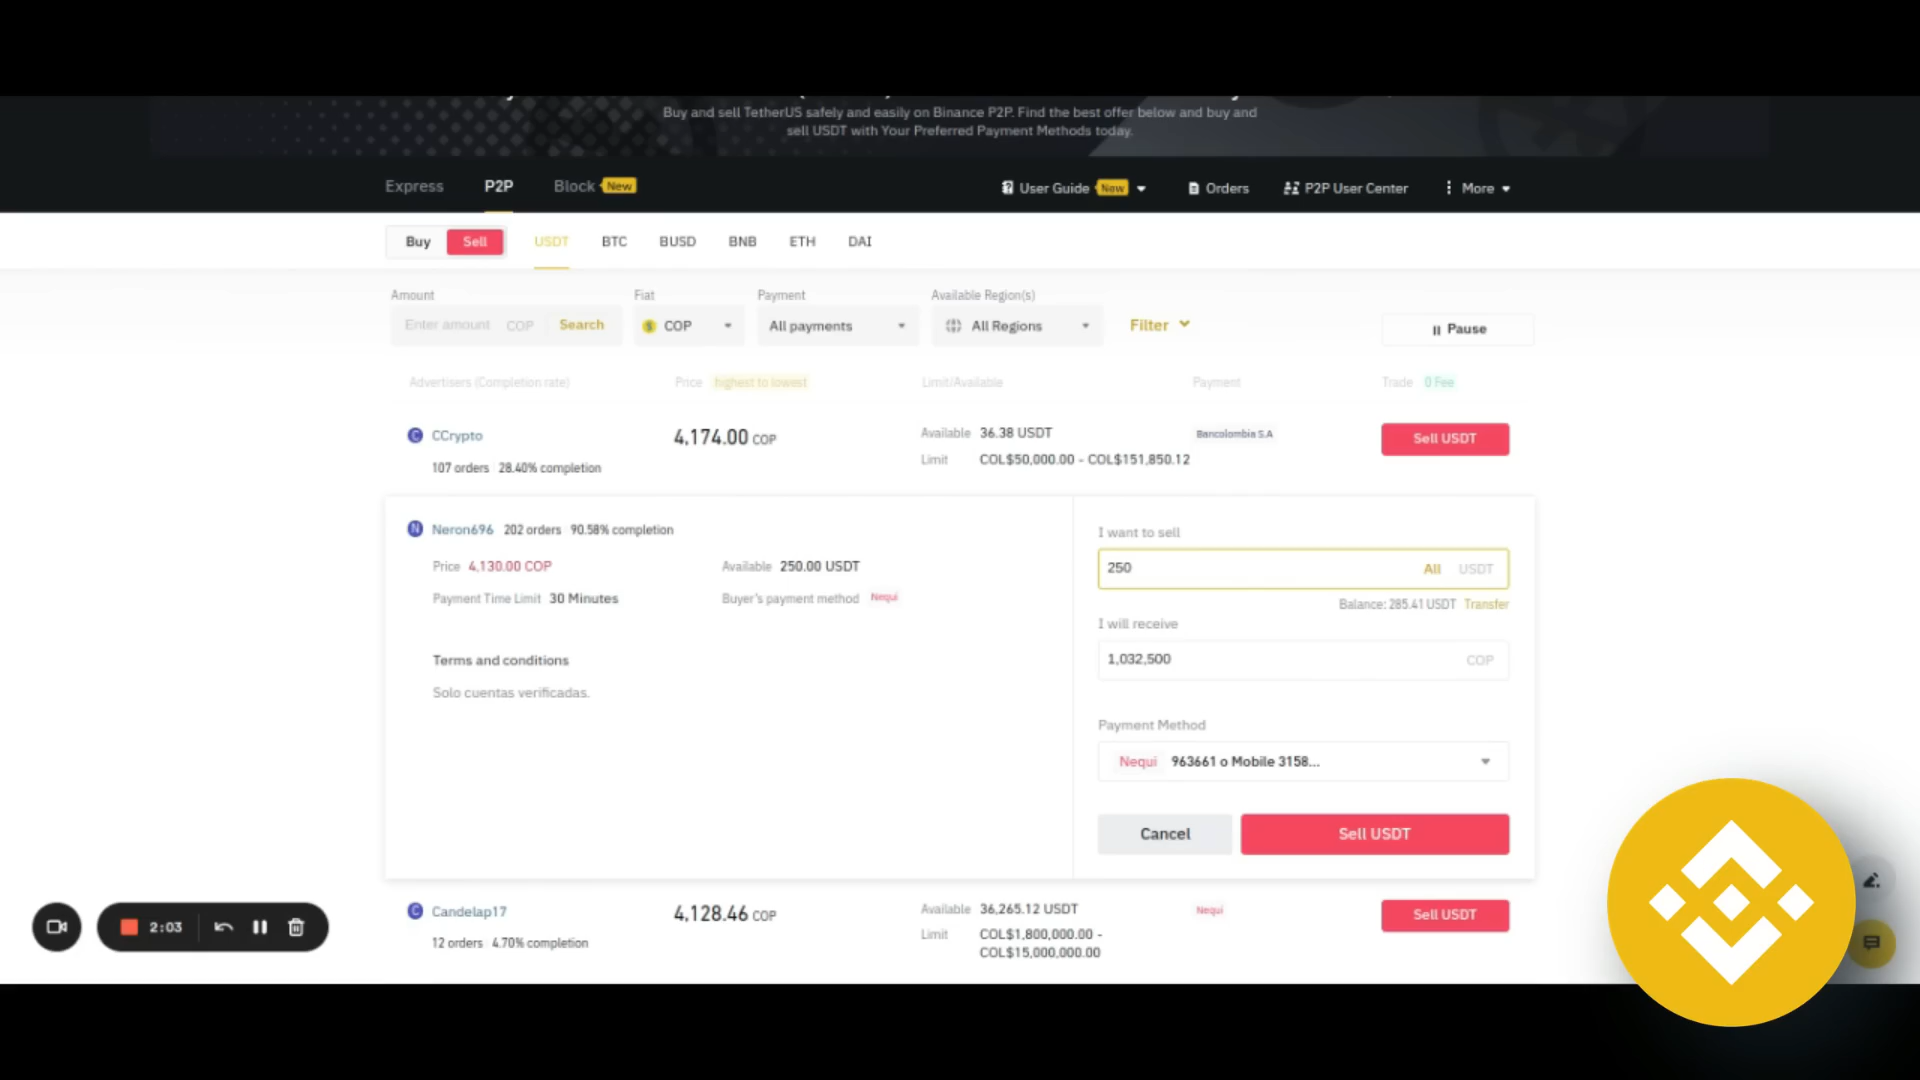 Buy and sell TetherUS safely and easily on Binance P2P. Find the best offer below and buy and
sell USDT with Your Preferred Payment Methods today.
Express P2P Block New User Guide New Orders P2P User Center More
Buy Sell USDT BTC BUSD BNB ETH DAI
Amount Fiat Payment Available Region(s)
Enter amount COP Search COP All payments All Regions Filter Pause
Advertisers (Completion rate) Price highest to lowest Limit/Available Payment Trade 0 Fee
C CCrypto 4,174.00 COP Available 36.38 USDT Bancolombia S.A Sell USDT
107 orders 28.40% completion Limit COL$50,000.00 - COL$151,850.12
N Neron696 202 orders 90.58% completion
Price 4,130.00 COP Available 250.00 USDT
Payment Time Limit 30 Minutes Buyer's payment method Nequi
Terms and conditions
Solo cuentas verificadas.
I want to sell
250 All USDT
Balance: 285.41 USDT Transfer
I will receive
1,032,500 COP
Payment Method
Nequi 963661 o Mobile 3158...
Cancel Sell USDT
C Candelap17 4,128.46 COP Available 36,265.12 USDT Nequi Sell USDT
12 orders 4.70% completion Limit COL$1,800,000.00 -
COL$15,000,000.00
2:03